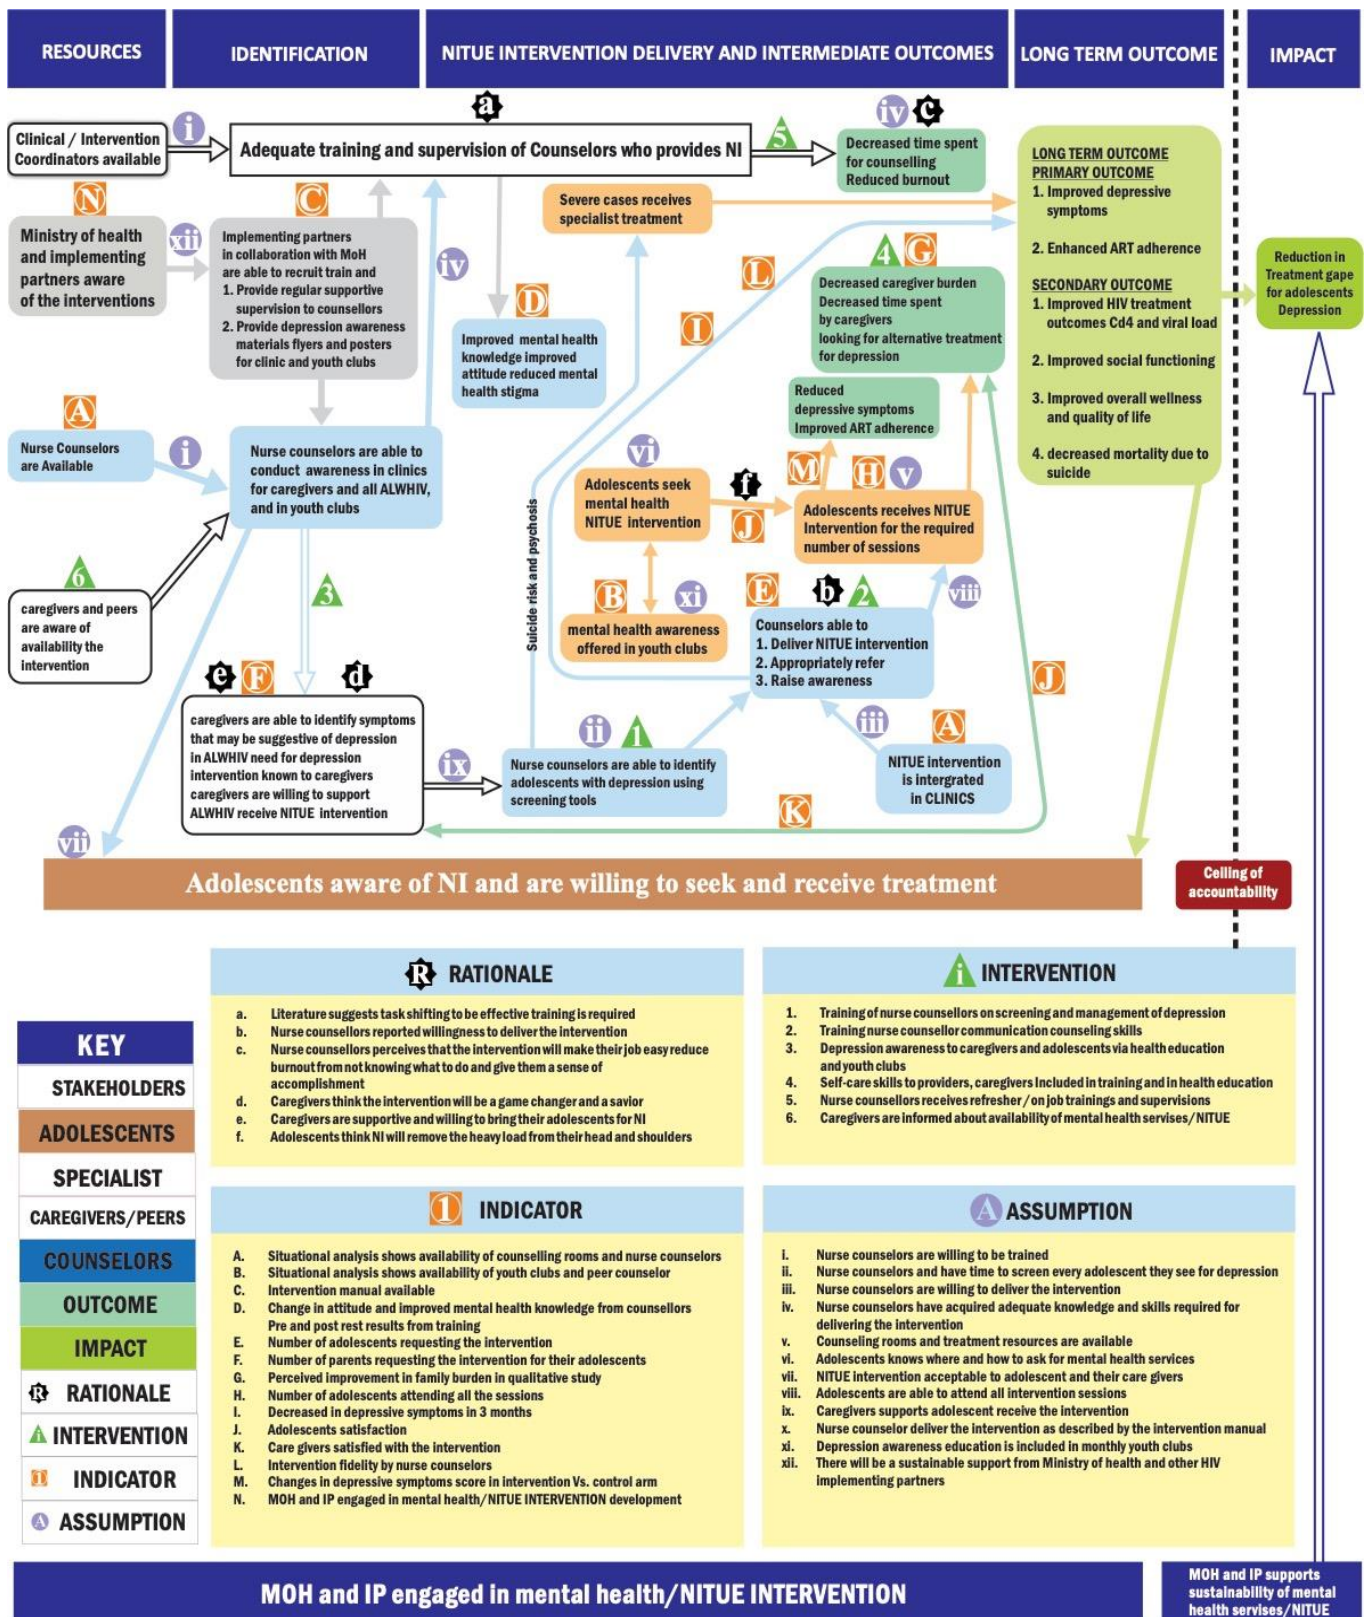 RESOURCES
IDENTIFICATION
NITUE INTERVENTION DELIVERY AND INTERMEDIATE OUTCOMES
LONG TERM OUTCOME
IMPACT
a
iv
c
Clinical / Intervention
Coordinators available
i
Adequate training and supervision of Counselors who provides NI
5
Decreased time spent
for counselling
Reduced burnout
N
Ministry of health
and implementing
partners aware
of the interventions
xii
C
Implementing partners
in collaboration with MoH
are able to recruit train and
1. Provide regular supportive
supervision to counsellors
2. Provide depression awareness
materials flyers and posters
for clinic and youth clubs
iv
D
Improved mental health
knowledge improved
attitude reduced mental
health stigma
Severe cases receives
specialist treatment
L
I
4
G
Decreased caregiver burden
Decreased time spent
by caregivers
looking for alternative treatment
for depression
LONG TERM OUTCOME
PRIMARY OUTCOME
1. Improved depressive
symptoms
2. Enhanced ART adherence
SECONDARY OUTCOME
1. Improved HIV treatment
outcomes Cd4 and viral load
2. Improved social functioning
3. Improved overall wellness
and quality of life
4. decreased mortality due to
suicide
Reduction in
Treatment gape
for adolescents
Depression
A
Nurse Counselors
are Available
i
Nurse counselors are able to
conduct awareness in clinics
for caregivers and all ALWHIV,
and in youth clubs
Reduced
depressive symptoms
Improved ART adherence
vi
Adolescents seek
mental health
NITUE intervention
f
J
M
H
v
Adolescents receives NITUE
Intervention for the required
number of sessions
Suicide risk and psychosis
6
caregivers and peers
are aware of
availability the
intervention
3
B
xi
mental health awareness
offered in youth clubs
E
b
2
viii
Counselors able to
1. Deliver NITUE intervention
2. Appropriately refer
3. Raise awareness
J
e
F
d
caregivers are able to identify symptoms
that may be suggestive of depression
in ALWHIV need for depression
intervention known to caregivers
caregivers are willing to support
ALWHIV receive NITUE intervention
ix
ii
1
Nurse counselors are able to identify
adolescents with depression using
screening tools
iii
A
NITUE intervention
is intergrated
in CLINICS
K
vii
Adolescents aware of NI and are willing to seek and receive treatment
Ceiling of
accountability
KEY
STAKEHOLDERS
ADOLESCENTS
SPECIALIST
CAREGIVERS/PEERS
COUNSELORS
OUTCOME
IMPACT
R RATIONALE
i INTERVENTION
1 INDICATOR
A ASSUMPTION
R RATIONALE
a. Literature suggests task shifting to be effective training is required
b. Nurse counsellors reported willingness to deliver the intervention
c. Nurse counsellors perceives that the intervention will make their job easy reduce
burnout from not knowing what to do and give them a sense of
accomplishment
d. Caregivers think the intervention will be a game changer and a savior
e. Caregivers are supportive and willing to bring their adolescents for NI
f. Adolescents think NI will remove the heavy load from their head and shoulders
i INTERVENTION
1. Training of nurse counsellors on screening and management of depression
2. Training nurse counsellor communication counseling skills
3. Depression awareness to caregivers and adolescents via health education
and youth clubs
4. Self-care skills to providers, caregivers Included in training and in health education
5. Nurse counsellors receives refresher/on job trainings and supervisions
6. Caregivers are informed about availability of mental health servises/NITUE
1 INDICATOR
A. Situational analysis shows availability of counselling rooms and nurse counselors
B. Situational analysis shows availability of youth clubs and peer counselor
C. Intervention manual available
D. Change in attitude and improved mental health knowledge from counsellors
Pre and post rest results from training
E. Number of adolescents requesting the intervention
F. Number of parents requesting the intervention for their adolescents
G. Perceived improvement in family burden in qualitative study
H. Number of adolescents attending all the sessions
I. Decreased in depressive symptoms in 3 months
J. Adolescents satisfaction
K. Care givers satisfied with the intervention
L. Intervention fidelity by nurse counselors
M. Changes in depressive symptoms score in intervention Vs. control arm
N. MOH and IP engaged in mental health/NITUE INTERVENTION development
A ASSUMPTION
i. Nurse counselors are willing to be trained
ii. Nurse counselors and have time to screen every adolescent they see for depression
iii. Nurse counselors are willing to deliver the intervention
iv. Nurse counselors have acquired adequate knowledge and skills required for
delivering the intervention
v. Counseling rooms and treatment resources are available
vi. Adolescents knows where and how to ask for mental health services
vii. NITUE intervention acceptable to adolescent and their care givers
viii. Adolescents are able to attend all intervention sessions
ix. Caregivers supports adolescent receive the intervention
x. Nurse counselor deliver the intervention as described by the intervention manual
xi. Depression awareness education is included in monthly youth clubs
xii. There will be a sustainable support from Ministry of health and other HIV
implementing partners
MOH and IP engaged in mental health/NITUE INTERVENTION
MOH and IP supports
sustainability of mental
health servises/NITUE